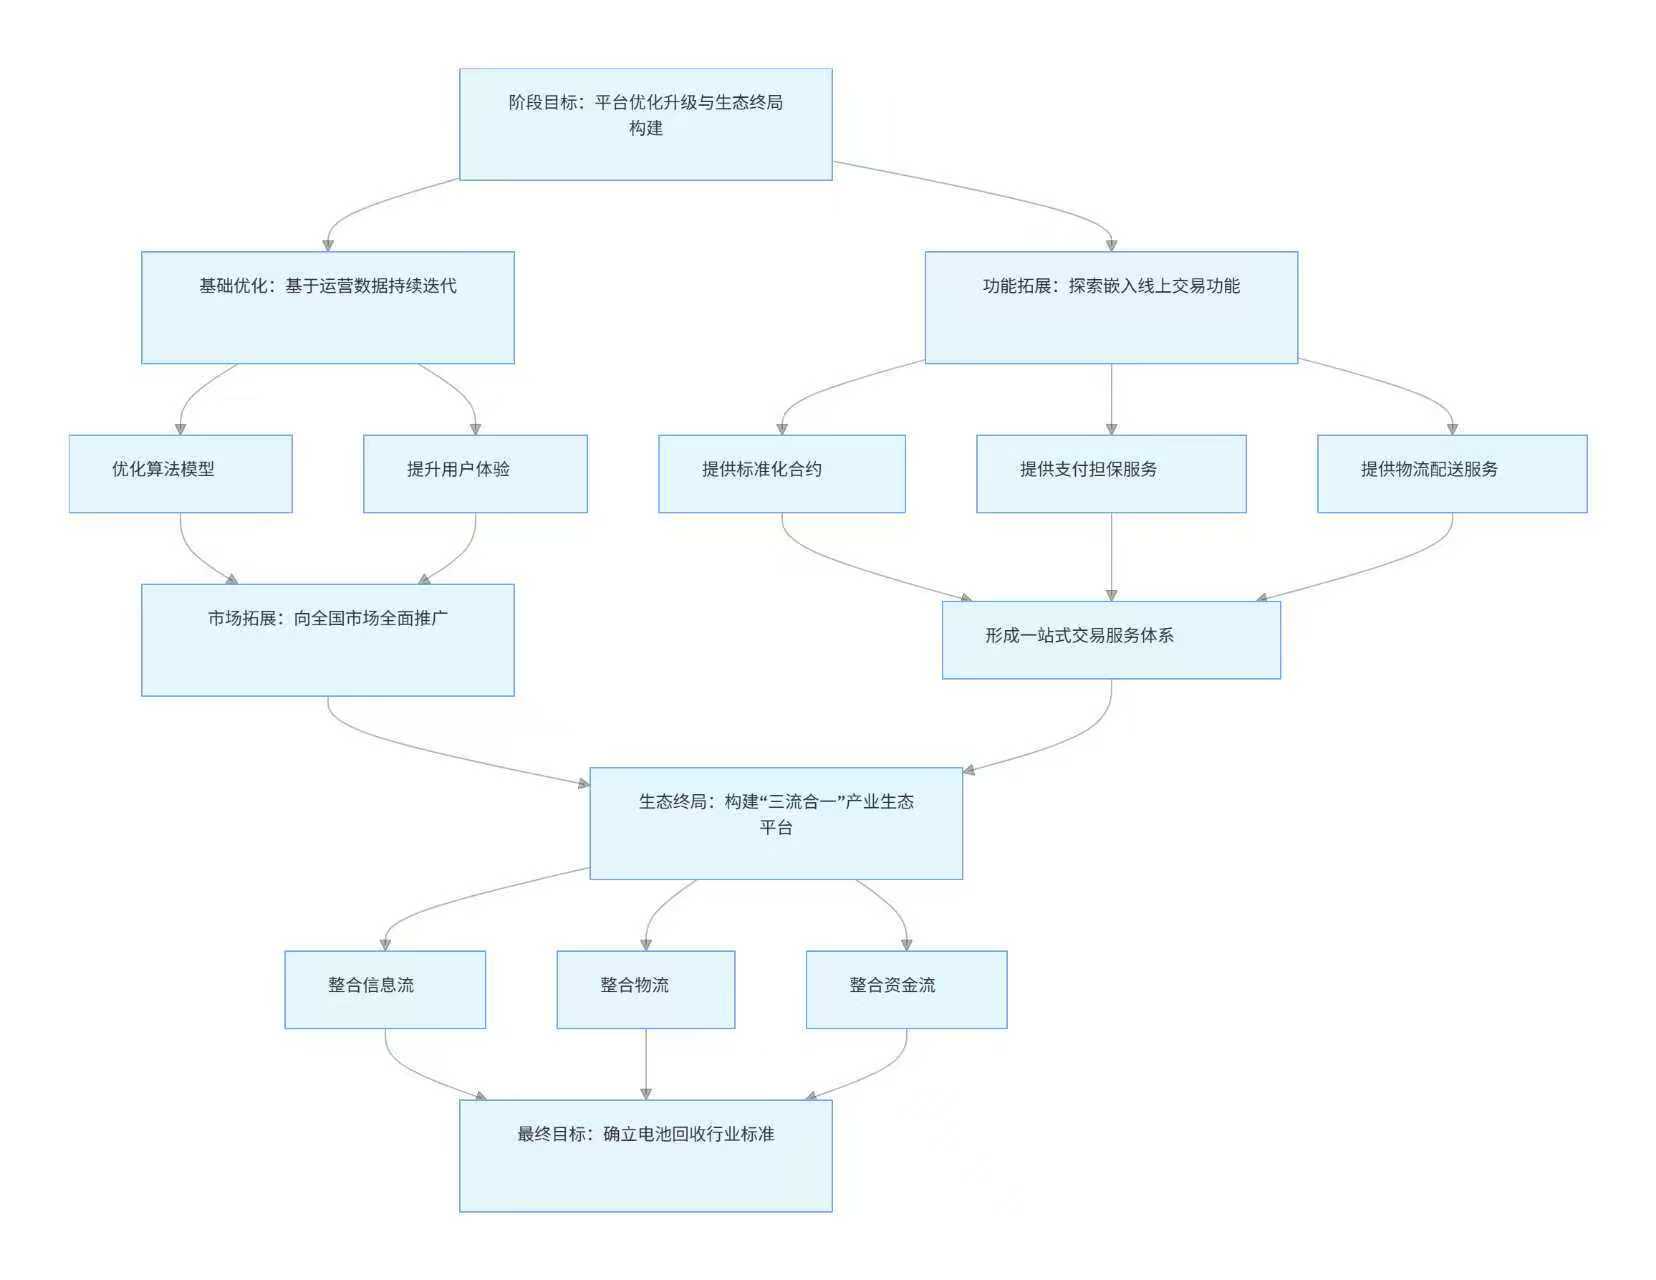 阶段目标：平台优化升级与生态终局
构建
基础优化：基于运营数据持续迭代
功能拓展：探索嵌入线上交易功能
优化算法模型
提升用户体验
提供标准化合约
提供支付担保服务
提供物流配送服务
市场拓展：向全国市场全面推广
形成一站式交易服务体系
生态终局：构建“三流合一”产业生态
平台
整合信息流
整合物流
整合资金流
最终目标：确立电池回收行业标准